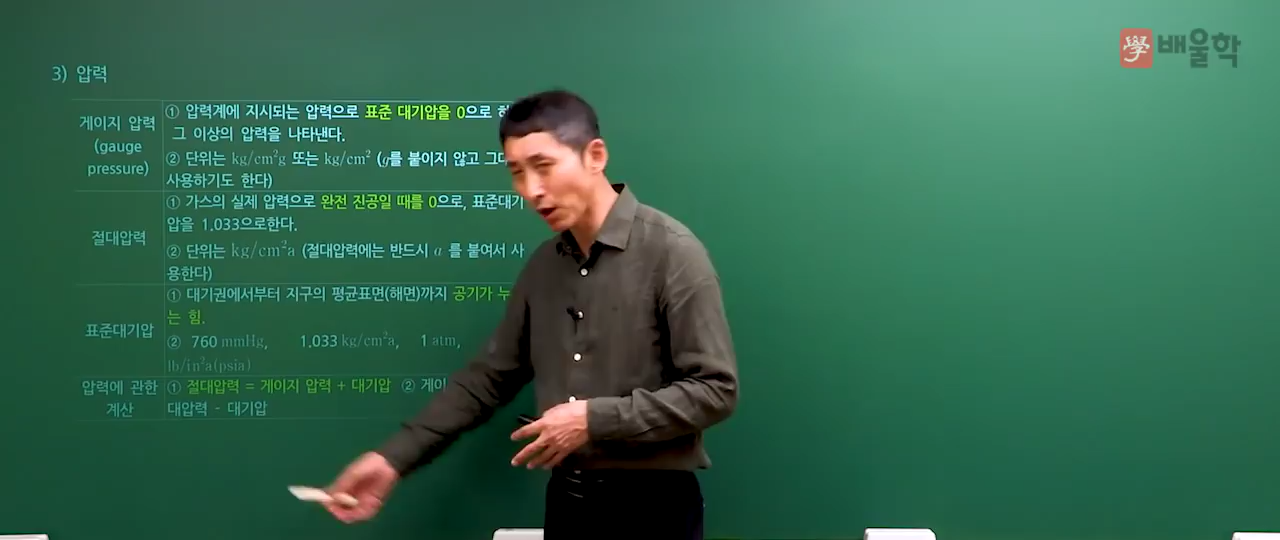 學 배울학
3) 압력
게이지 압력
(gauge
pressure)
① 압력계에 지시되는 압력으로 표준 대기압을 0으로
그 이상의 압력을 나타낸다.
② 단위는 kg/cm²g 또는 kg/cm² (g를 붙이지 않고
사용하기도 한다)
절대압력
① 가스의 실제 압력으로 완전 진공일 때를 0으로, 표준대기
압을 1.033으로한다.
② 단위는 kg/cm²a (절대압력에는 반드시 a 를 붙여서 사
용한다)
표준대기압
① 대기권에서부터 지구의 평균표면(해면)까지 공기가 누
는 힘.
② 760 mmHg, 1.033 kg/cm²a, 1 atm,
lb/in²a(psia)
압력에 관한
계산
① 절대압력 = 게이지 압력 + 대기압 ② 게이
대압력 - 대기압